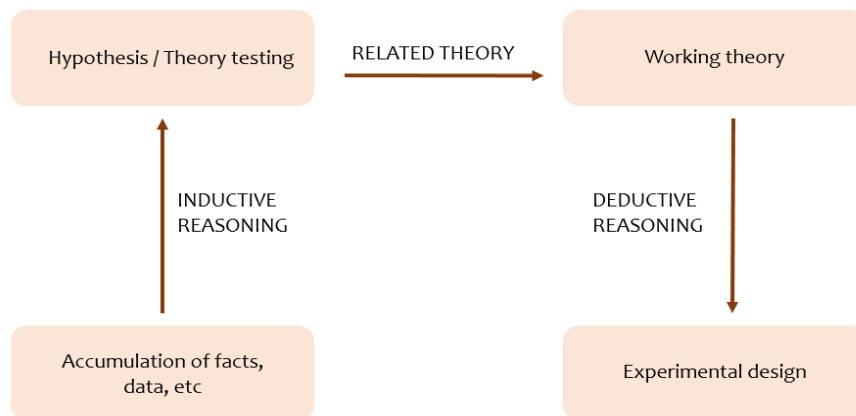 Hypothesis / Theory testing
RELATED THEORY
Working theory
INDUCTIVE
REASONING
DEDUCTIVE
REASONING
Accumulation of facts,
data, etc
Experimental design